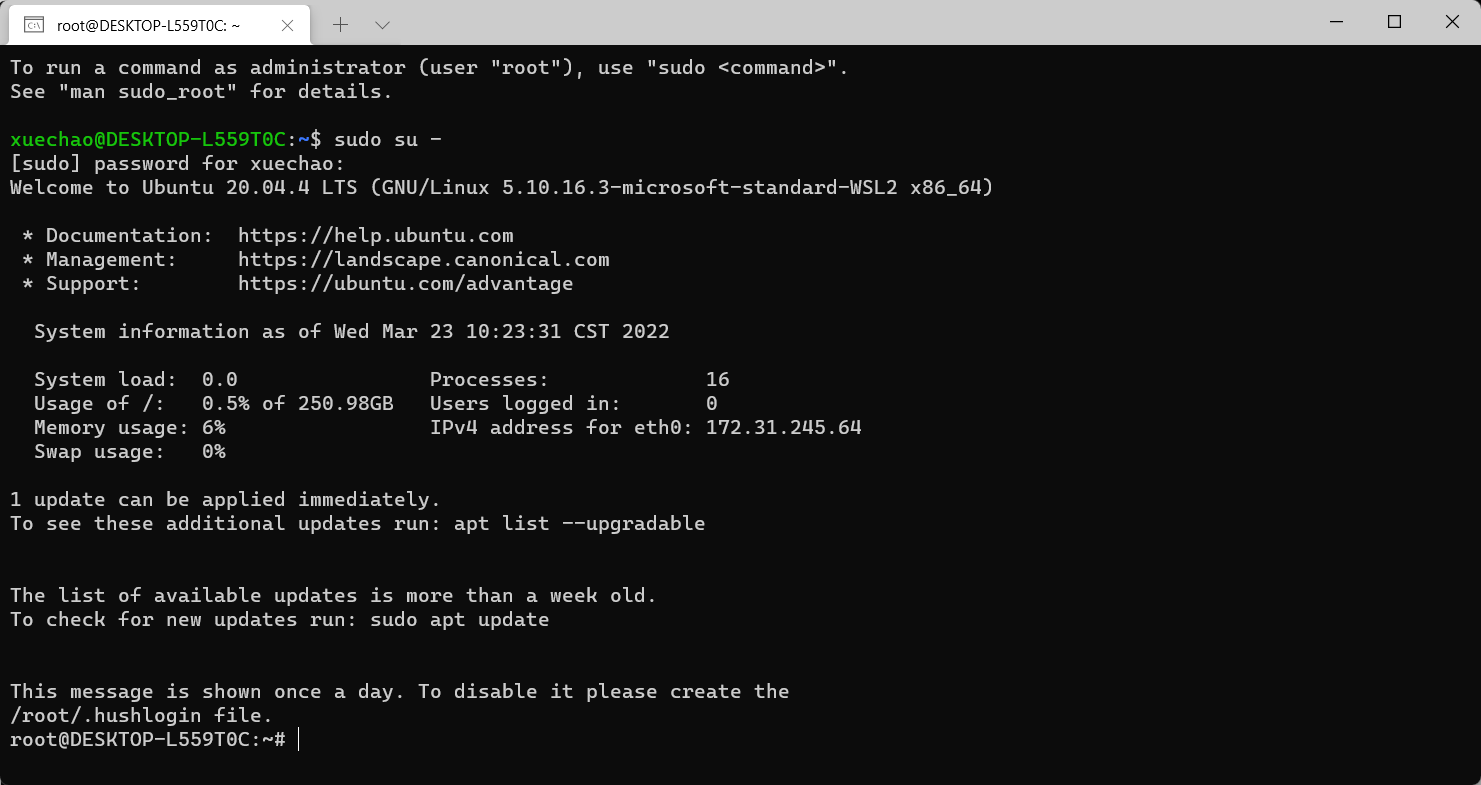 root@DESKTOP-L559T0C: ~
To run a command as administrator (user "root"), use "sudo <command>".
See "man sudo_root" for details.
xuechao@DESKTOP-L559T0C:~$ sudo su -
[sudo] password for xuechao:
Welcome to Ubuntu 20.04.4 LTS (GNU/Linux 5.10.16.3-microsoft-standard-WSL2 x86_64)
* Documentation:  https://help.ubuntu.com
* Management:     https://landscape.canonical.com
* Support:        https://ubuntu.com/advantage
System information as of Wed Mar 23 10:23:31 CST 2022
System load:  0.0                Processes:             16
Usage of /:   0.5% of 250.98GB   Users logged in:       0
Memory usage: 6%                 IPv4 address for eth0: 172.31.245.64
Swap usage:   0%
1 update can be applied immediately.
To see these additional updates run: apt list --upgradable
The list of available updates is more than a week old.
To check for new updates run: sudo apt update
This message is shown once a day. To disable it please create the
/root/.hushlogin file.
root@DESKTOP-L559T0C:~#